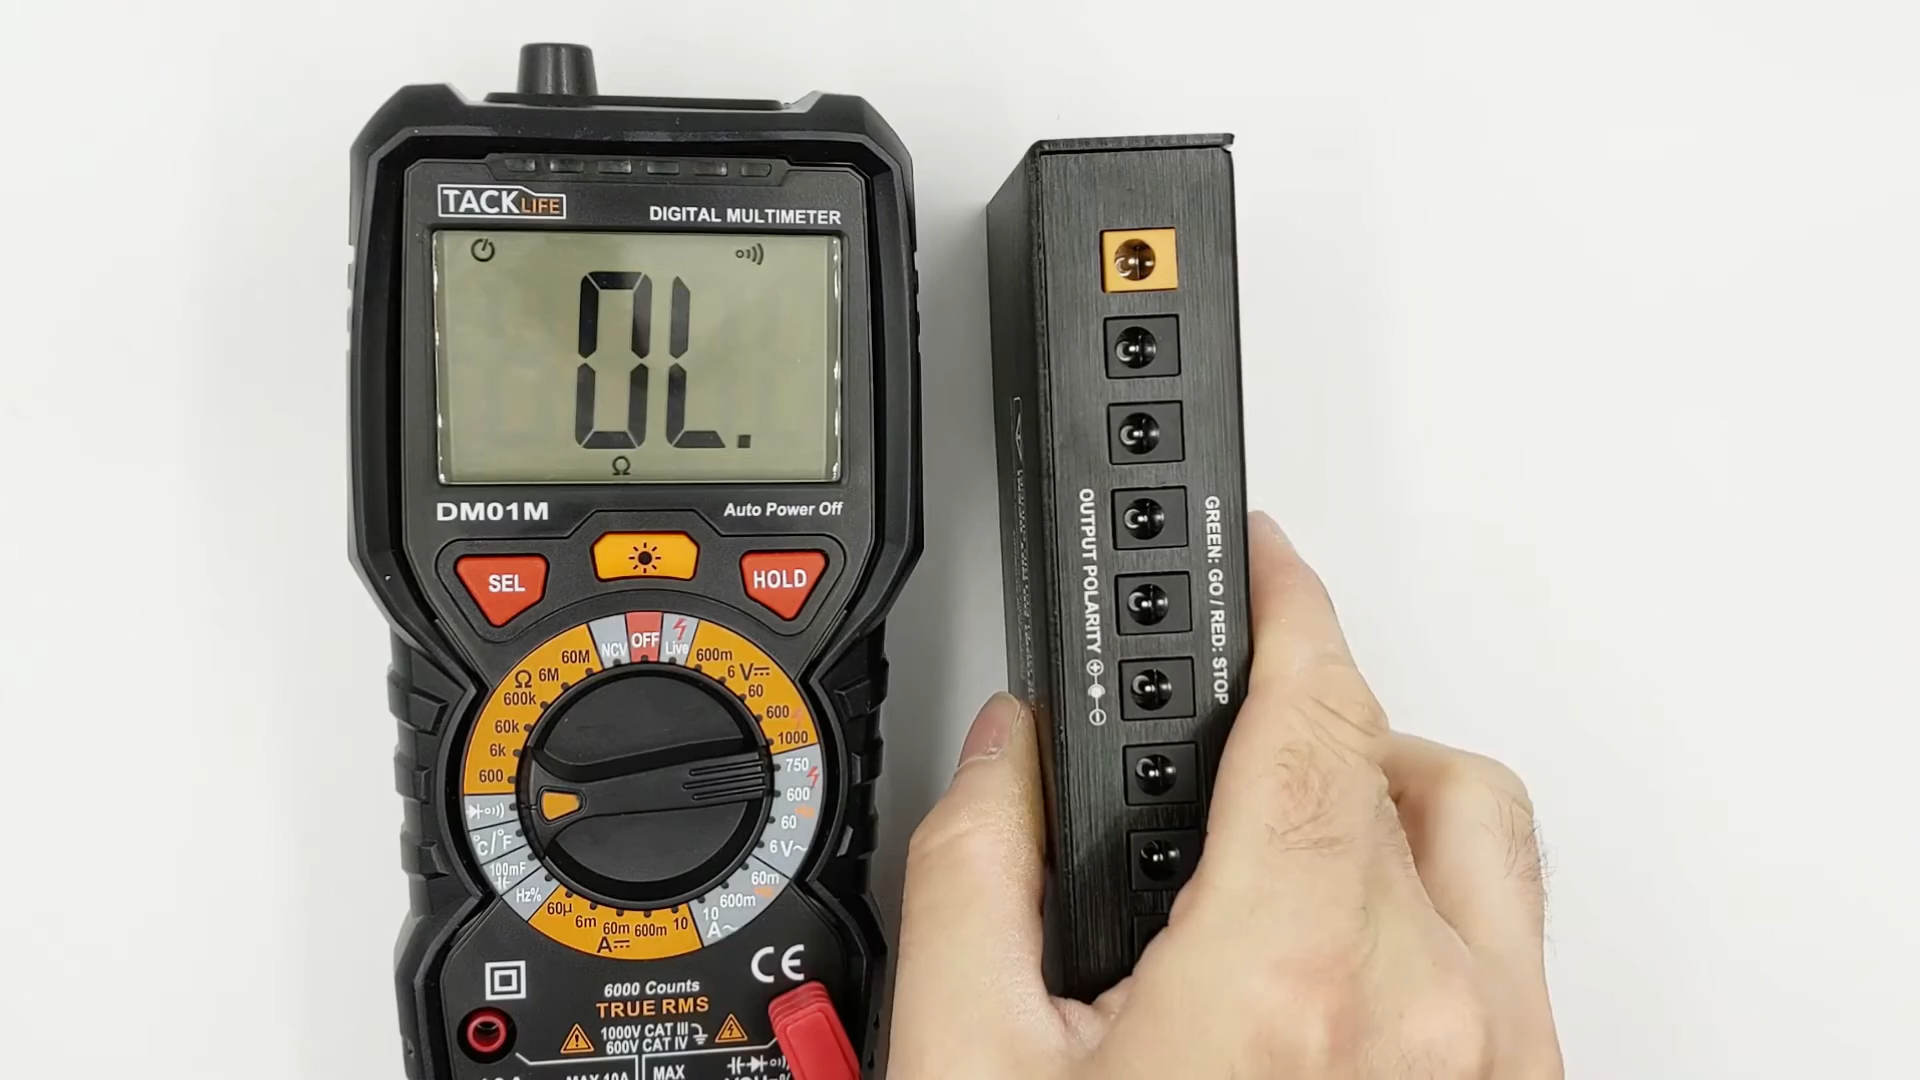 TACKLIFE
DIGITAL MULTIMETER
OL.
Ω
DM01M
Auto Power Off
SEL
HOLD
NCV
OFF
Live
60M
Ω 6M
600k
60k
6k
600
°C/°F
100mF
Hz%
60µ
6m
60m
600m
10
A
600m
6 V
60
600
1000
750
600
60
6 V~
60m
600m
10
A~
CE
6000 Counts
TRUE RMS
1000V CAT III
600V CAT IV
MAX 10A
MAX
OUTPUT POLARITY
GREEN: GO / RED: STOP